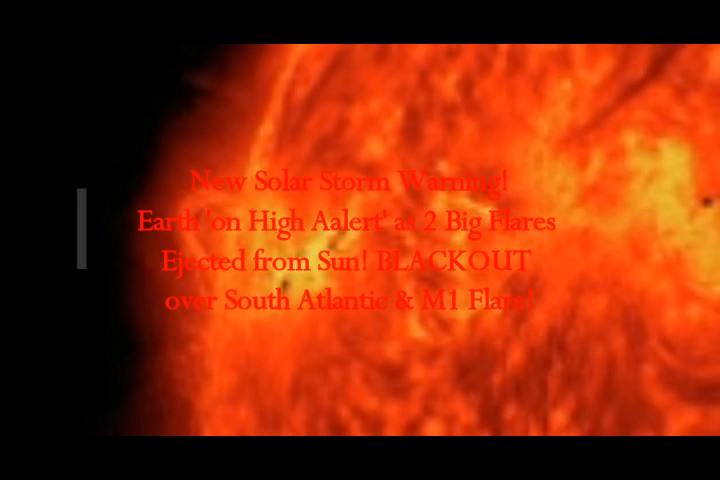 New Solar Storm Warning!
Earth 'on High Aalert' as 2 Big Flares
Ejected from Sun! BLACKOUT
over South Atlantic & M1 Flare!